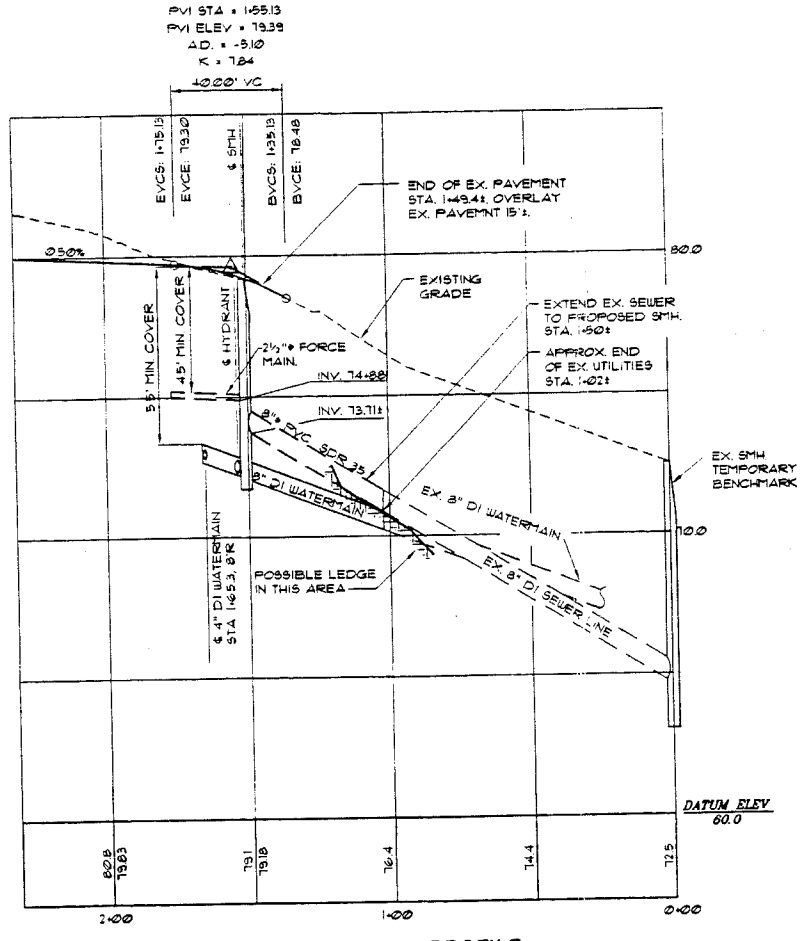 PVI STA = 1+55.13
PVI ELEV = 79.39
A.D. = -5.10
K = 7.84
40.00' VC
EVCS: 1+75.13
EVCE: 79.30
℄ SMH
BVCS: 1+35.13
BVCE: 78.48
END OF EX. PAVEMENT
STA. 1+49.4±, OVERLAY
EX. PAVEMNT 15'±.
0.50%
80.0
EXISTING
GRADE
5.5' MIN COVER
4.5' MIN COVER
℄ HYDRANT
2½"ø FORCE
MAIN.
EXTEND EX. SEWER
TO PROPOSED SMH.
STA. 1+50±
APPROX. END
OF EX. UTILITIES
STA. 1+02±
INV. 74.88
INV. 73.71±
8"ø PVC SDR 35
EX. SMH
TEMPORARY
BENCHMARK
8" DI WATERMAIN
EX. 8" DI WATERMAIN
70.0
POSSIBLE LEDGE
IN THIS AREA
EX. 8" DI SEWER LINE
℄ 4" DI WATERMAIN
STA 1+65.3, 8'R
DATUM ELEV
60.0
80.8
79.83
79.1
79.18
76.4
74.4
72.5
2+00
1+00
0+00